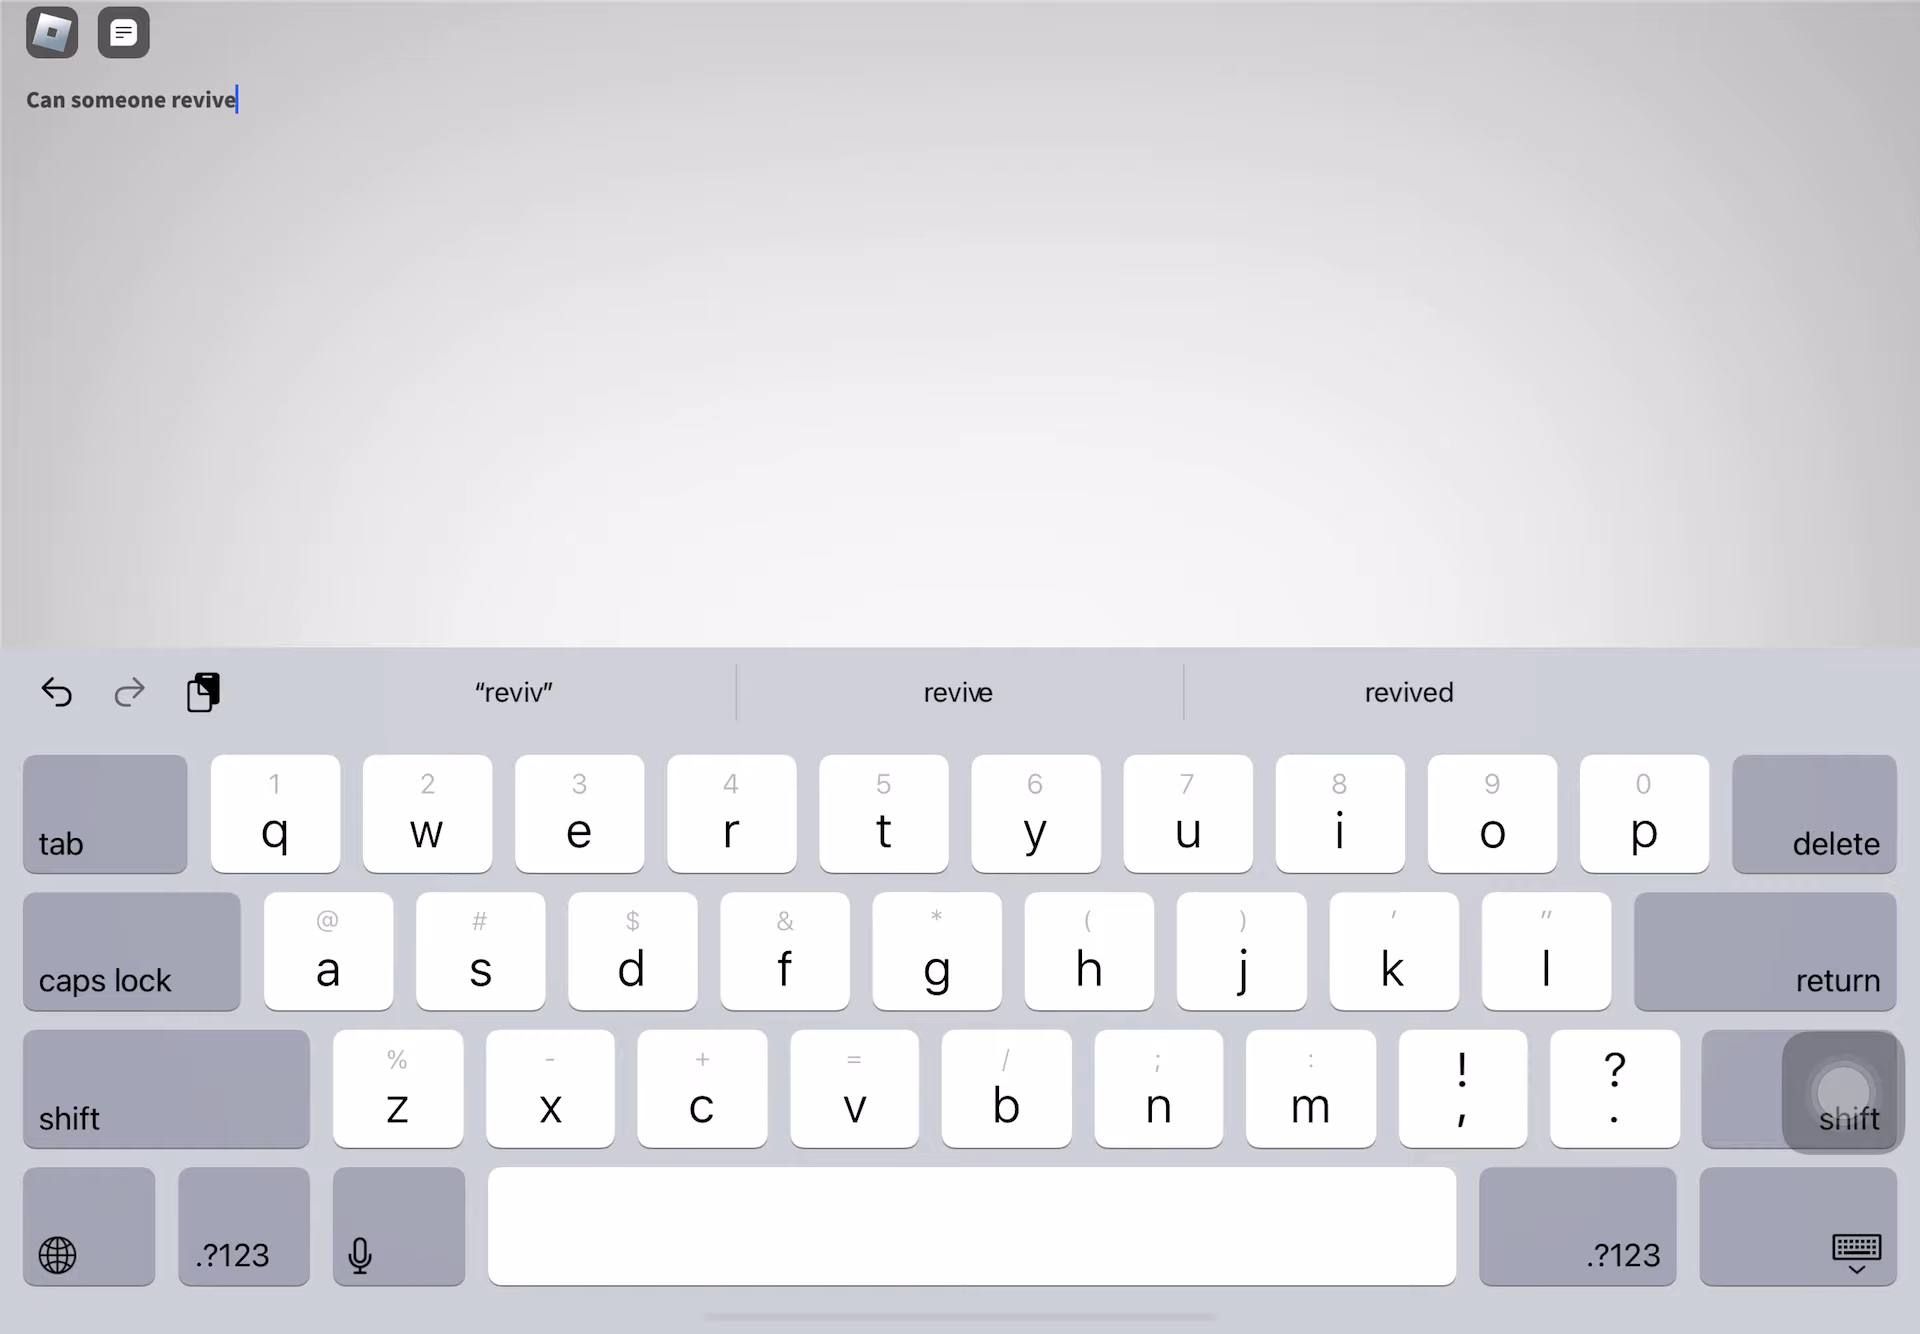 Can someone revive
“reviv” revive revived
tab 1 q 2 w 3 e 4 r 5 t 6 y 7 u 8 i 9 o 0 p delete
caps lock @ a # s $ d & f * g ( h ) j ' k " l return
shift % z - x + c = v / b ; n : m ! , ? . shift
.?123 .?123